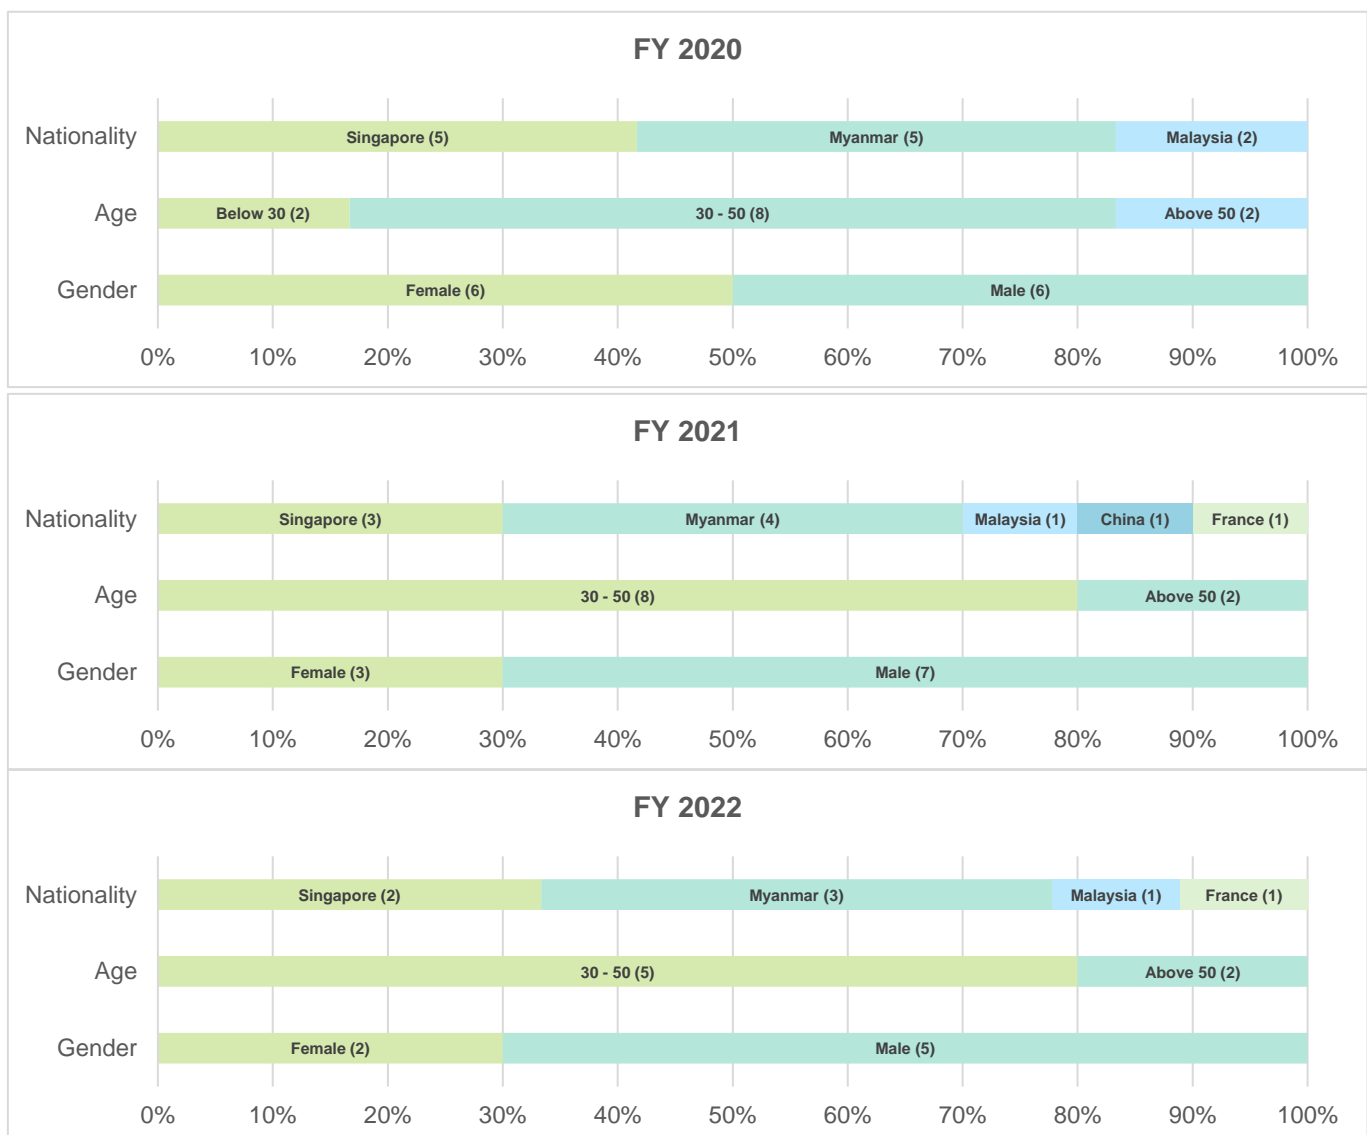 FY 2020
Nationality Singapore (5) Myanmar (5) Malaysia (2)
Age Below 30 (2) 30 - 50 (8) Above 50 (2)
Gender Female (6) Male (6)
0% 10% 20% 30% 40% 50% 60% 70% 80% 90% 100%
FY 2021
Nationality Singapore (3) Myanmar (4) Malaysia (1) China (1) France (1)
Age 30 - 50 (8) Above 50 (2)
Gender Female (3) Male (7)
0% 10% 20% 30% 40% 50% 60% 70% 80% 90% 100%
FY 2022
Nationality Singapore (2) Myanmar (3) Malaysia (1) France (1)
Age 30 - 50 (5) Above 50 (2)
Gender Female (2) Male (5)
0% 10% 20% 30% 40% 50% 60% 70% 80% 90% 100%